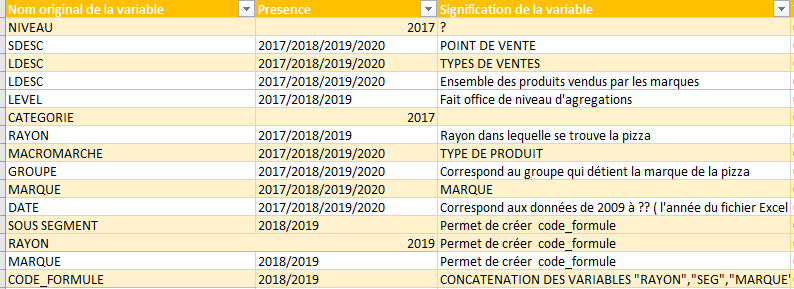 Nom original de la variable Presence Signification de la variable
NIVEAU 2017 ?
SDESC 2017/2018/2019/2020 POINT DE VENTE
LDESC 2017/2018/2019/2020 TYPES DE VENTES
LDESC 2017/2018/2019/2020 Ensemble des produits vendus par les marques
LEVEL 2017/2018/2019 Fait office de niveau d'agregations
CATEGORIE 2017
RAYON 2017/2018/2019 Rayon dans lequelle se trouve la pizza
MACROMARCHE 2017/2018/2019/2020 TYPE DE PRODUIT
GROUPE 2017/2018/2019/2020 Correspond au groupe qui détient la marque de la pizza
MARQUE 2017/2018/2019/2020 MARQUE
DATE 2017/2018/2019/2020 Correspond aux données de 2009 à ?? ( l'année du fichier Excel
SOUS SEGMENT 2018/2019 Permet de créer code_formule
RAYON 2019 Permet de créer code_formule
MARQUE 2018/2019 Permet de créer code_formule
CODE_FORMULE 2018/2019 CONCATENATION DES VARIABLES "RAYON","SEG","MARQUE"